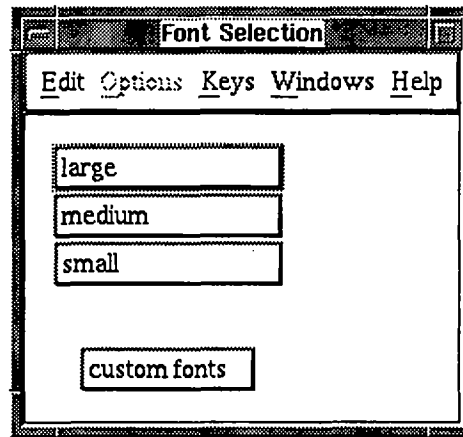 Font Selection
Edit Options Keys Windows Help
large
medium
small
custom fonts